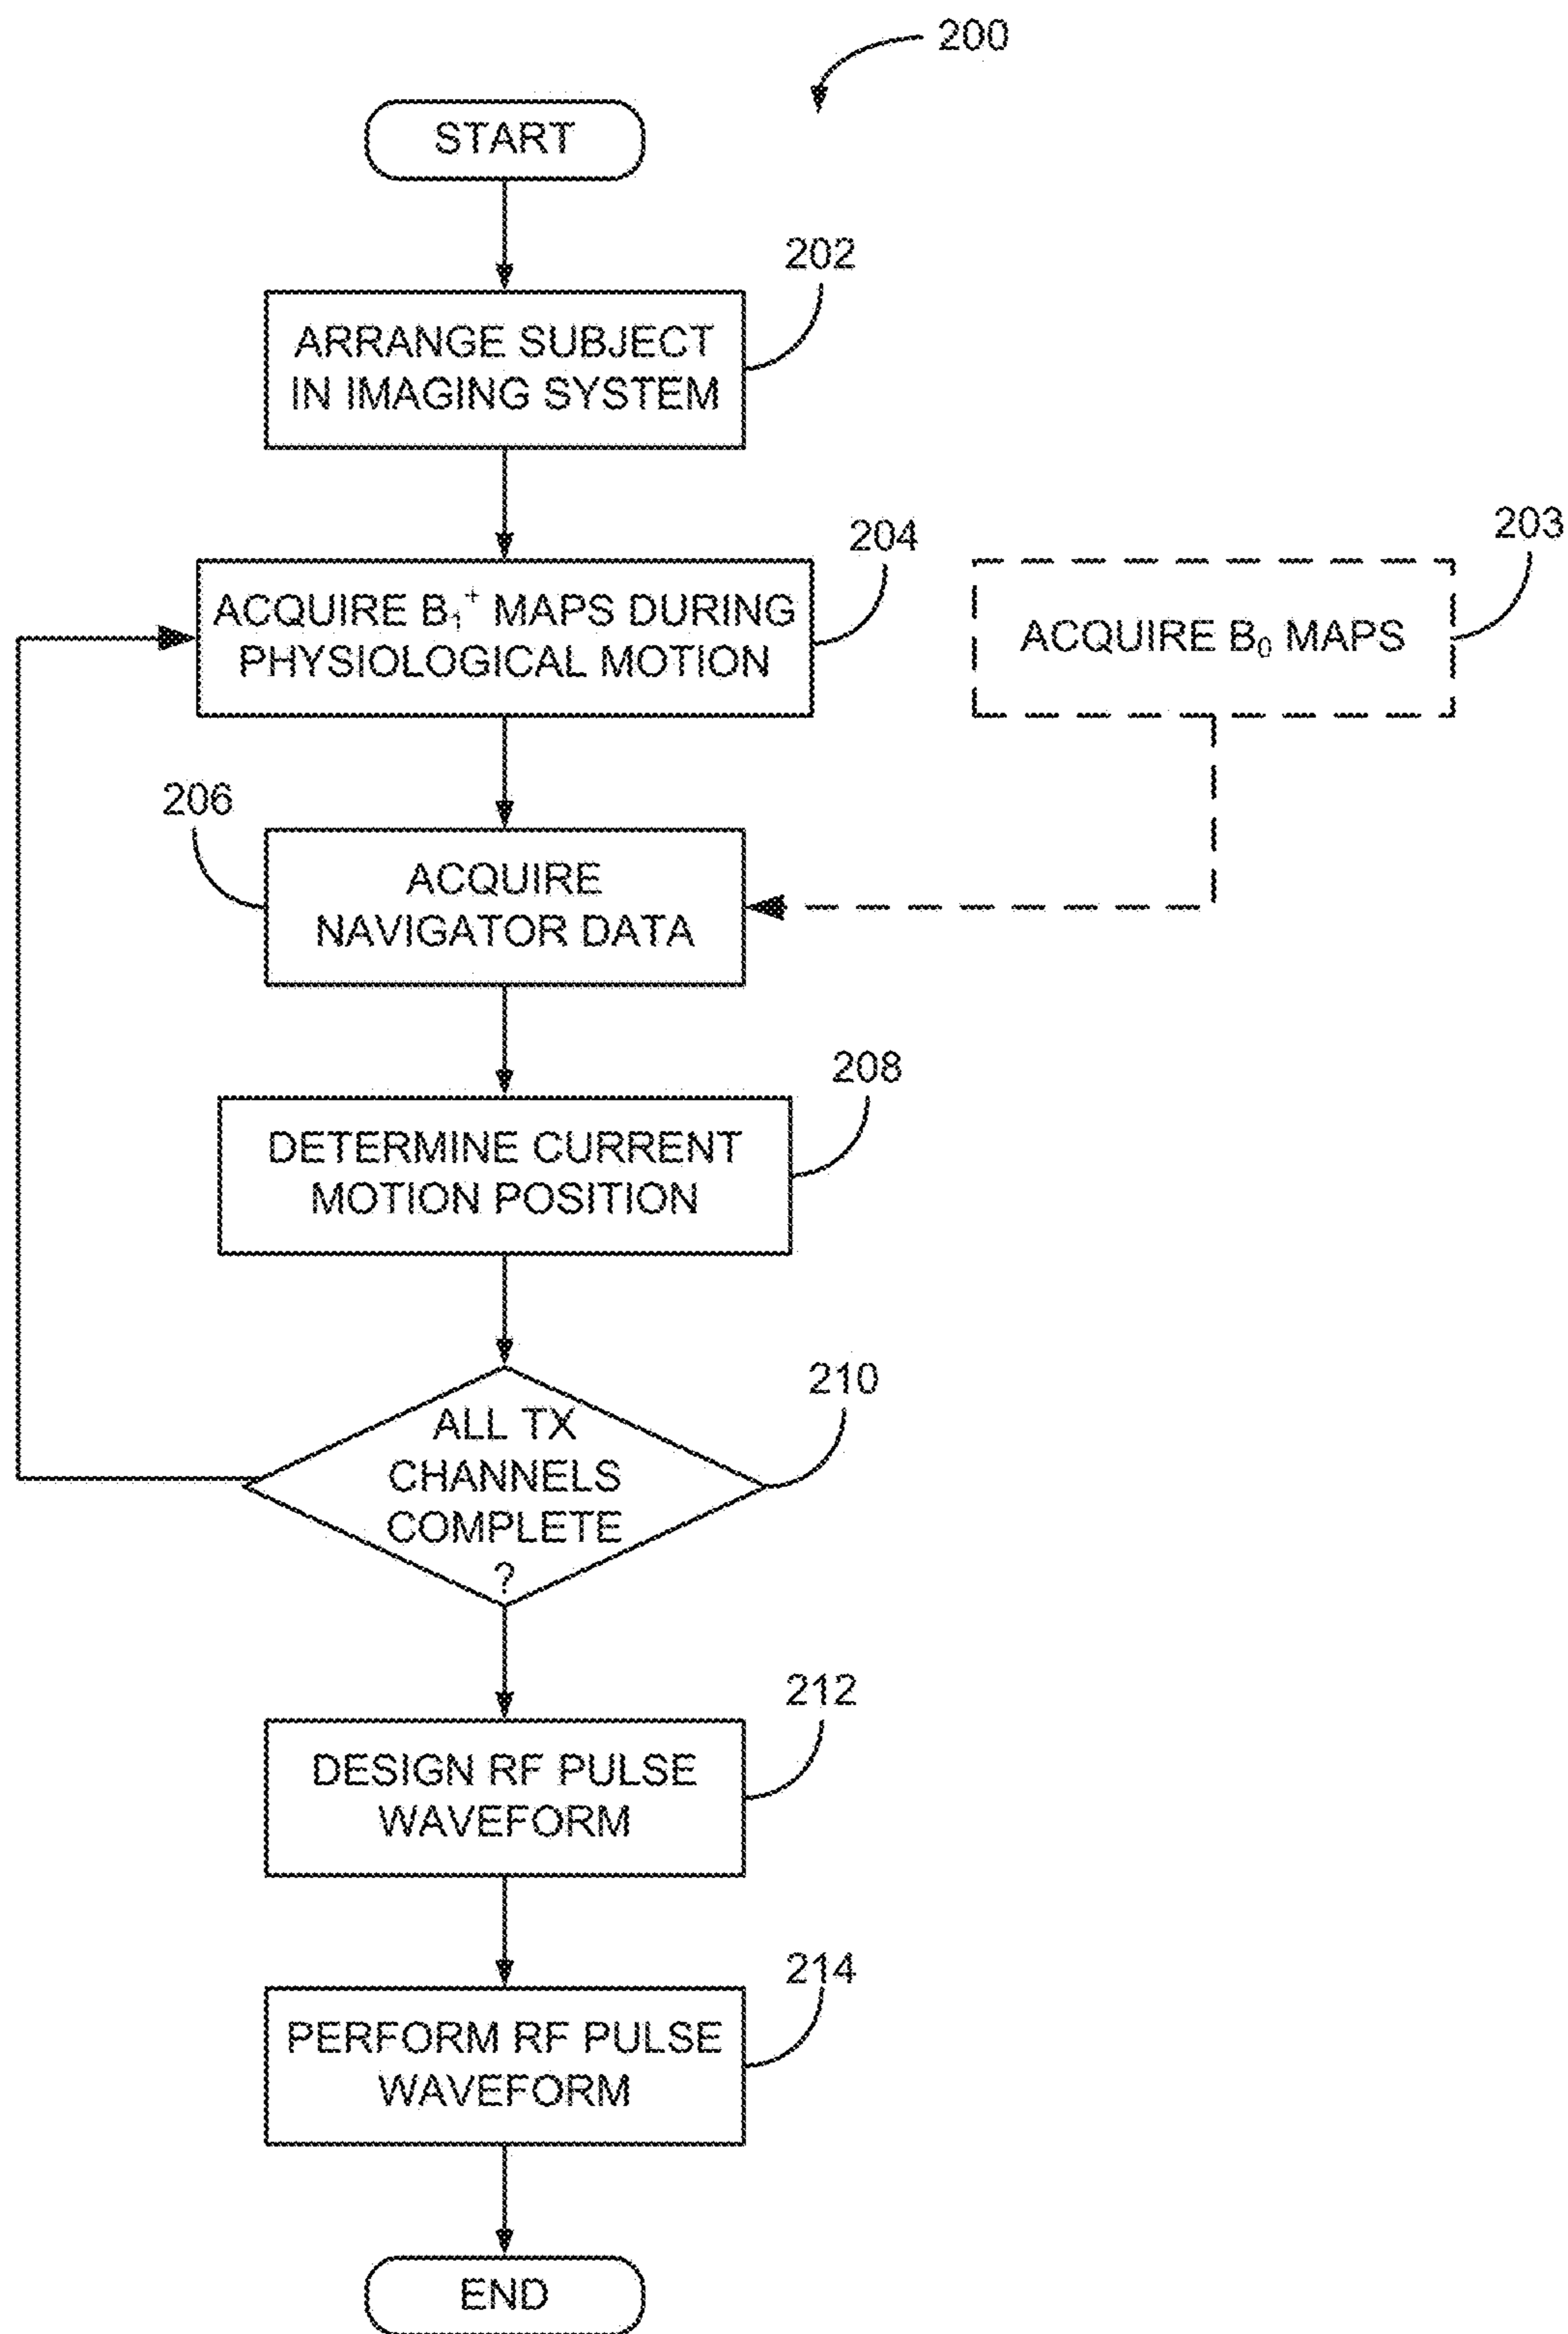 200
START
202
ARRANGE SUBJECT
IN IMAGING SYSTEM
204
203
ACQUIRE B₁⁺ MAPS DURING
PHYSIOLOGICAL MOTION
ACQUIRE B₀ MAPS
206
ACQUIRE
NAVIGATOR DATA
208
DETERMINE CURRENT
MOTION POSITION
210
ALL TX
CHANNELS
COMPLETE
?
212
DESIGN RF PULSE
WAVEFORM
214
PERFORM RF PULSE
WAVEFORM
END